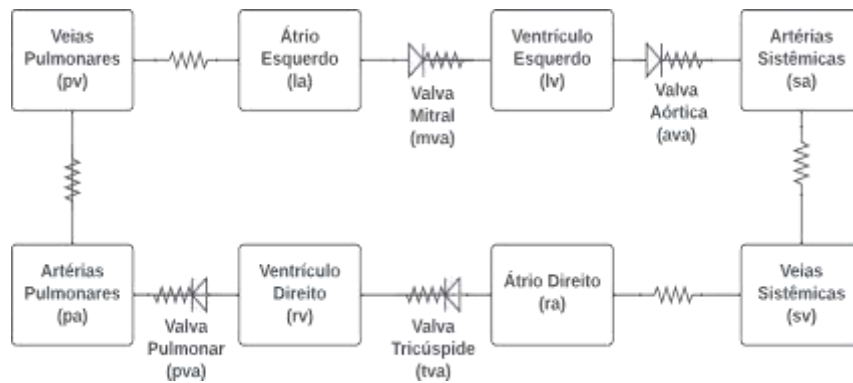 Veias
Pulmonares
(pv)
Átrio
Esquerdo
(la)
Valva
Mitral
(mva)
Ventrículo
Esquerdo
(lv)
Valva
Aórtica
(ava)
Artérias
Sistêmicas
(sa)
Artérias
Pulmonares
(pa)
Valva
Pulmonar
(pva)
Ventrículo
Direito
(rv)
Valva
Tricúspide
(tva)
Átrio Direito
(ra)
Veias
Sistêmicas
(sv)